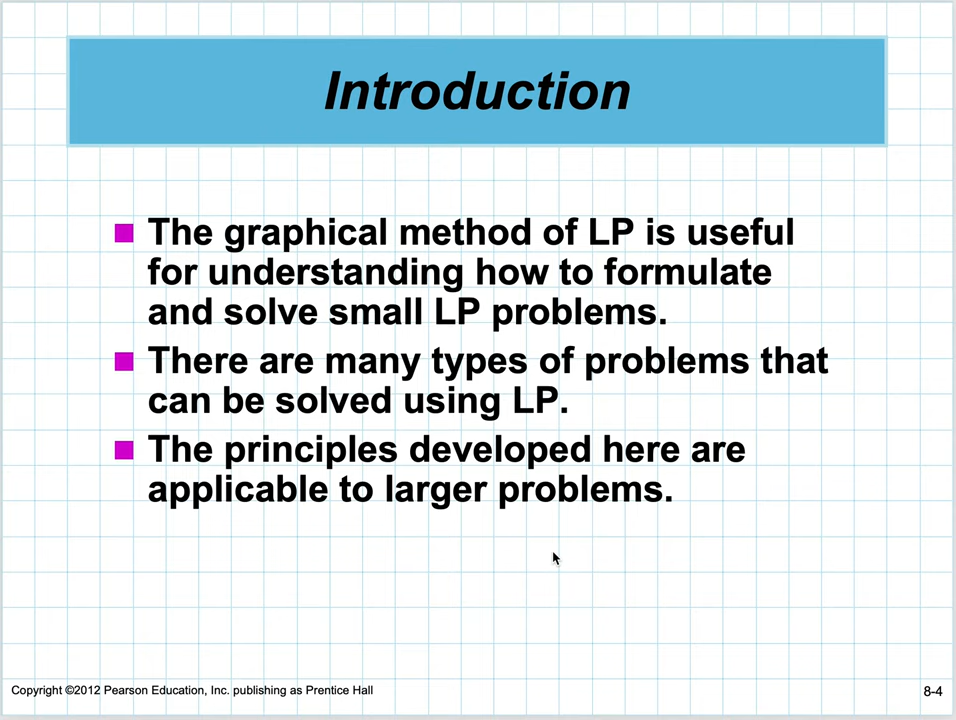 Introduction
The graphical method of LP is useful
for understanding how to formulate
and solve small LP problems.
There are many types of problems that
can be solved using LP.
The principles developed here are
applicable to larger problems.
Copyright ©2012 Pearson Education, Inc. publishing as Prentice Hall
8-4